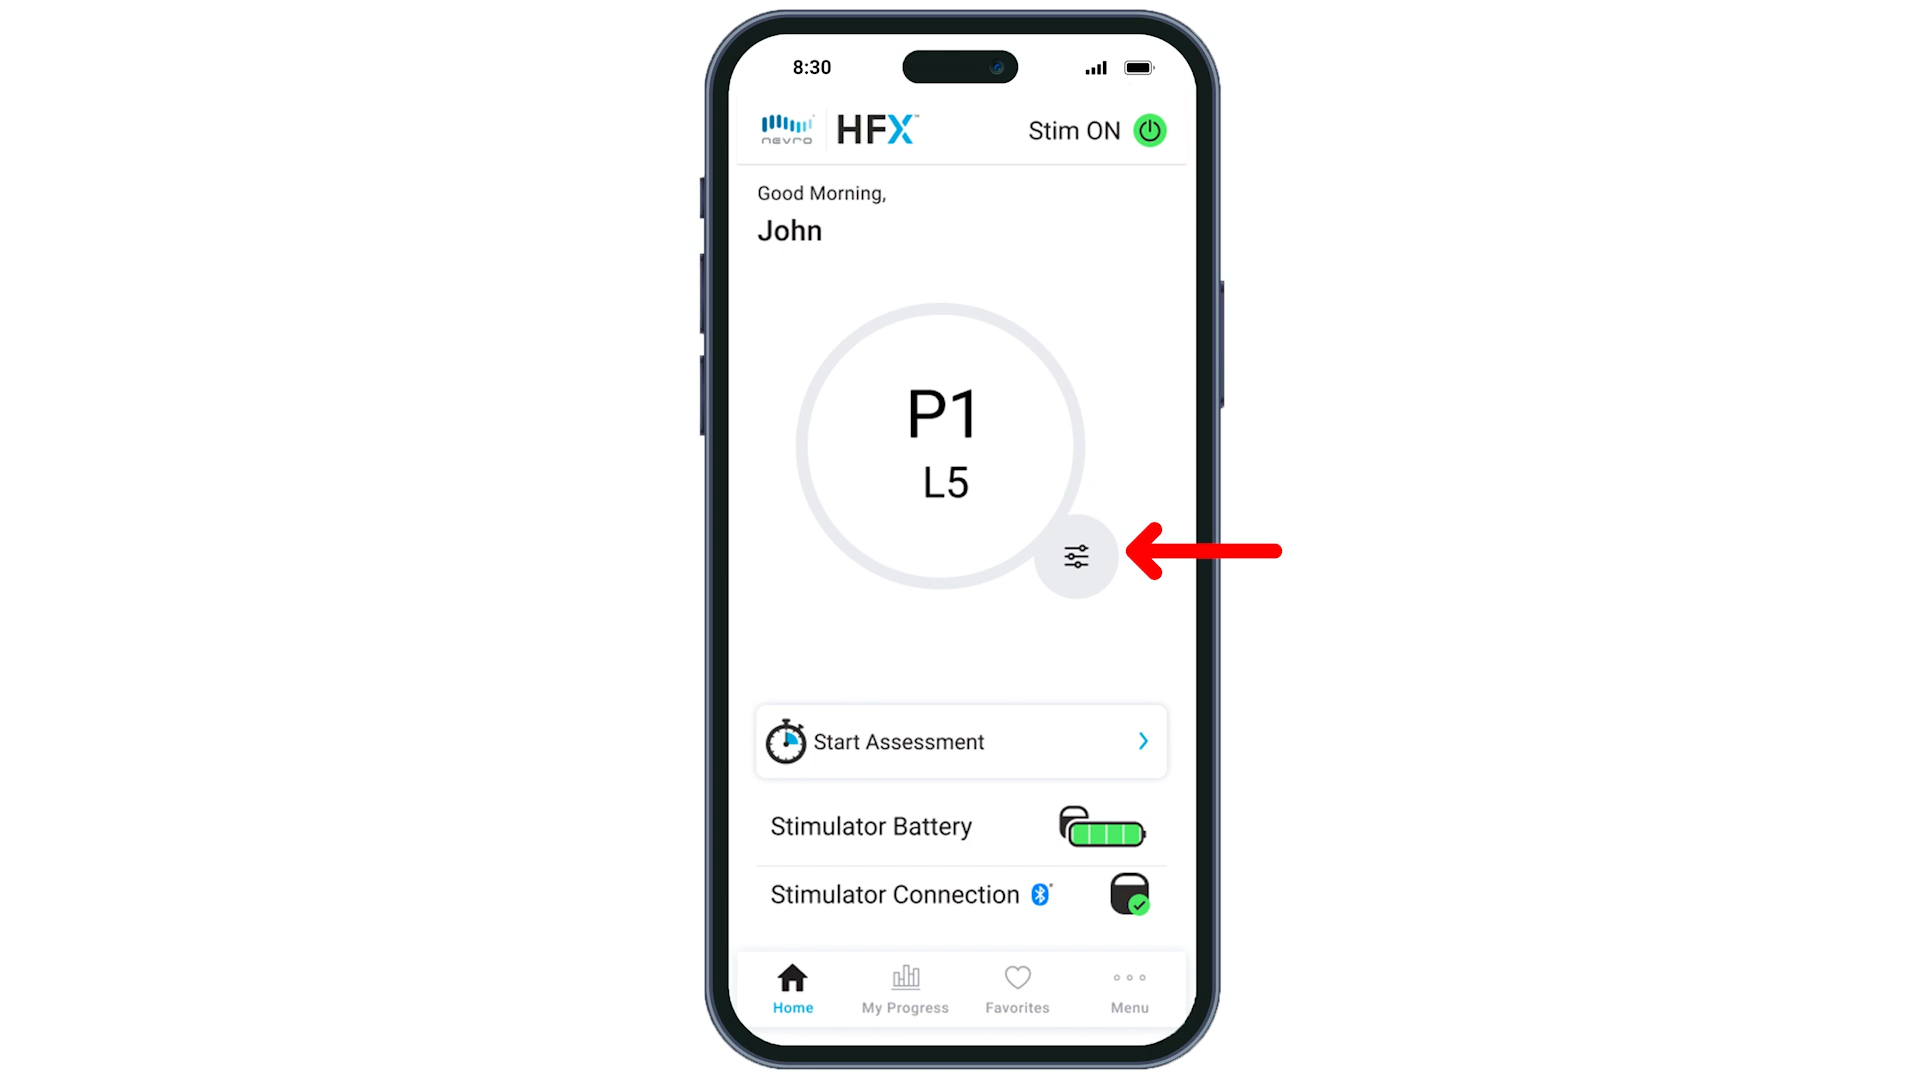 8:30
nevro HFX™ Stim ON
Good Morning,
John
P1
L5
Start Assessment
Stimulator Battery
Stimulator Connection
Home My Progress Favorites Menu